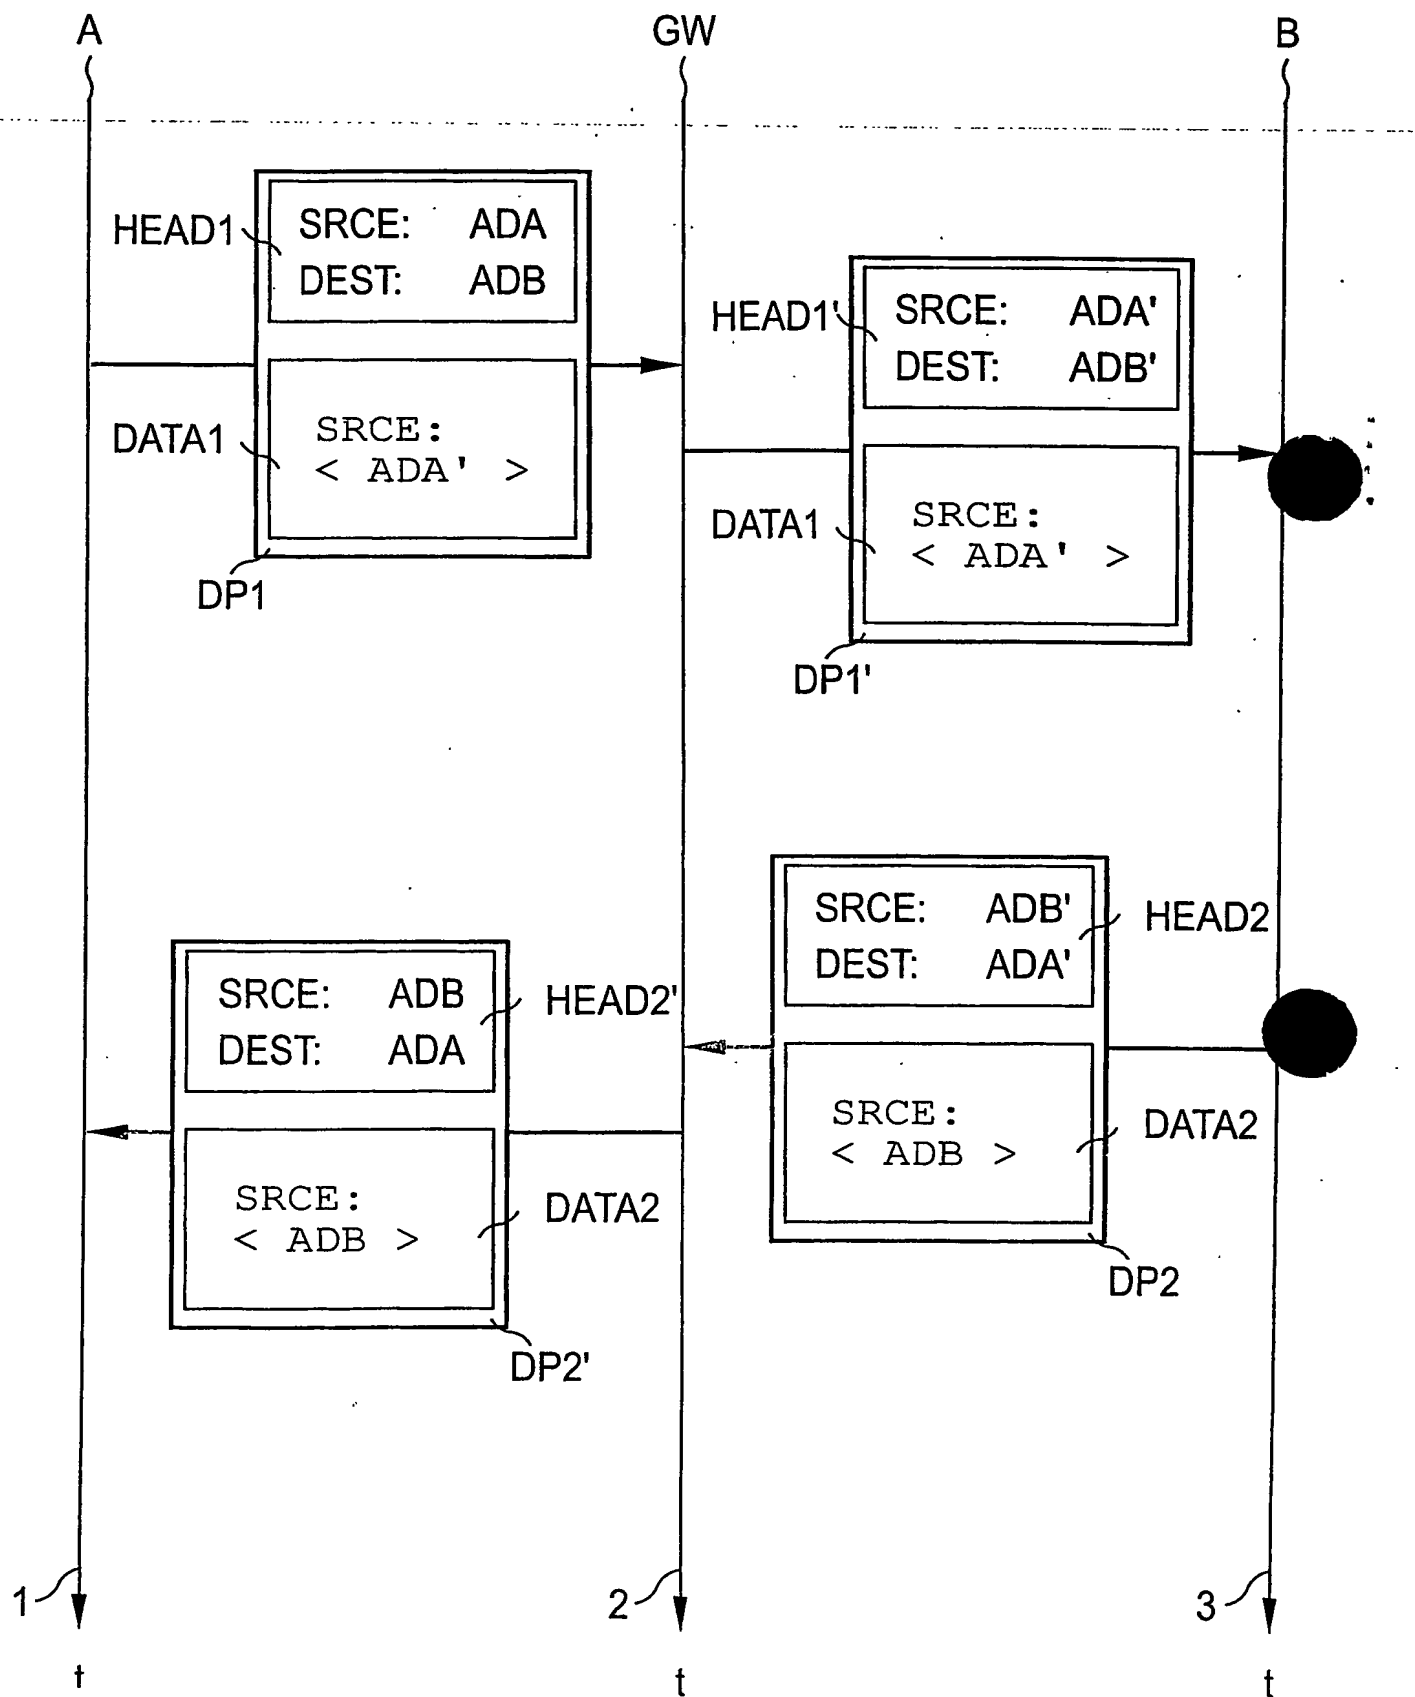 A
GW
B
HEAD1
SRCE: ADA
DEST: ADB
DATA1
SRCE:
< ADA' >
DP1
HEAD1'
SRCE: ADA'
DEST: ADB'
DATA1
SRCE:
< ADA' >
DP1'
SRCE: ADB'
DEST: ADA'
HEAD2
SRCE:
< ADB >
DATA2
DP2
SRCE: ADB
DEST: ADA
HEAD2'
SRCE:
< ADB >
DATA2
DP2'
1
2
3
t
t
t